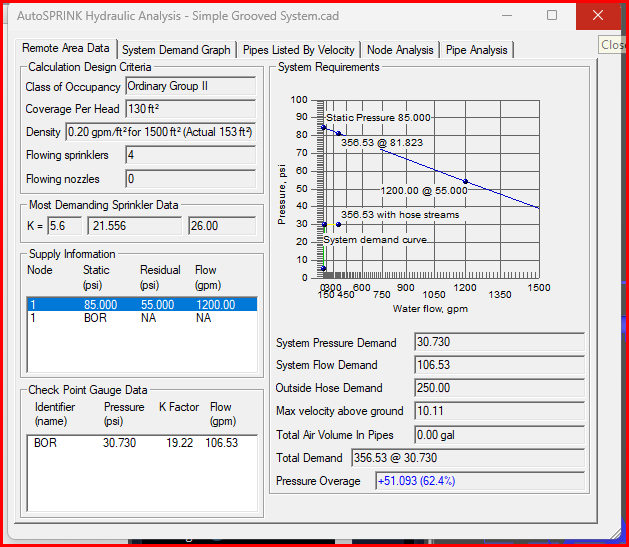 AutoSPRINK Hydraulic Analysis - Simple Grooved System.cad
Close
Remote Area Data System Demand Graph Pipes Listed By Velocity Node Analysis Pipe Analysis
Calculation Design Criteria
Class of Occupancy Ordinary Group II
Coverage Per Head 130 ft²
Density 0.20 gpm/ft² for 1500 ft² (Actual 153 ft²)
Flowing sprinklers 4
Flowing nozzles 0
Most Demanding Sprinkler Data
K = 5.6 21.556 26.00
Supply Information
Node Static Residual Flow
(psi) (psi) (gpm)
1 85.000 55.000 1200.00
1 BOR NA NA
Check Point Gauge Data
Identifier Pressure K Factor Flow
(name) (psi) (gpm)
BOR 30.730 19.22 106.53
System Requirements
100
90
80
70
60
50
40
30
20
10
0
Pressure, psi
Static Pressure 85.000
356.53 @ 81.823
1200.00 @ 55.000
356.53 with hose streams
System demand curve
0 300 600 900 1200 1500
150 450 750 1050 1350
Water flow, gpm
System Pressure Demand 30.730
System Flow Demand 106.53
Outside Hose Demand 250.00
Max velocity above ground 10.11
Total Air Volume In Pipes 0.00 gal
Total Demand 356.53 @ 30.730
Pressure Overage +51.093 (62.4%)